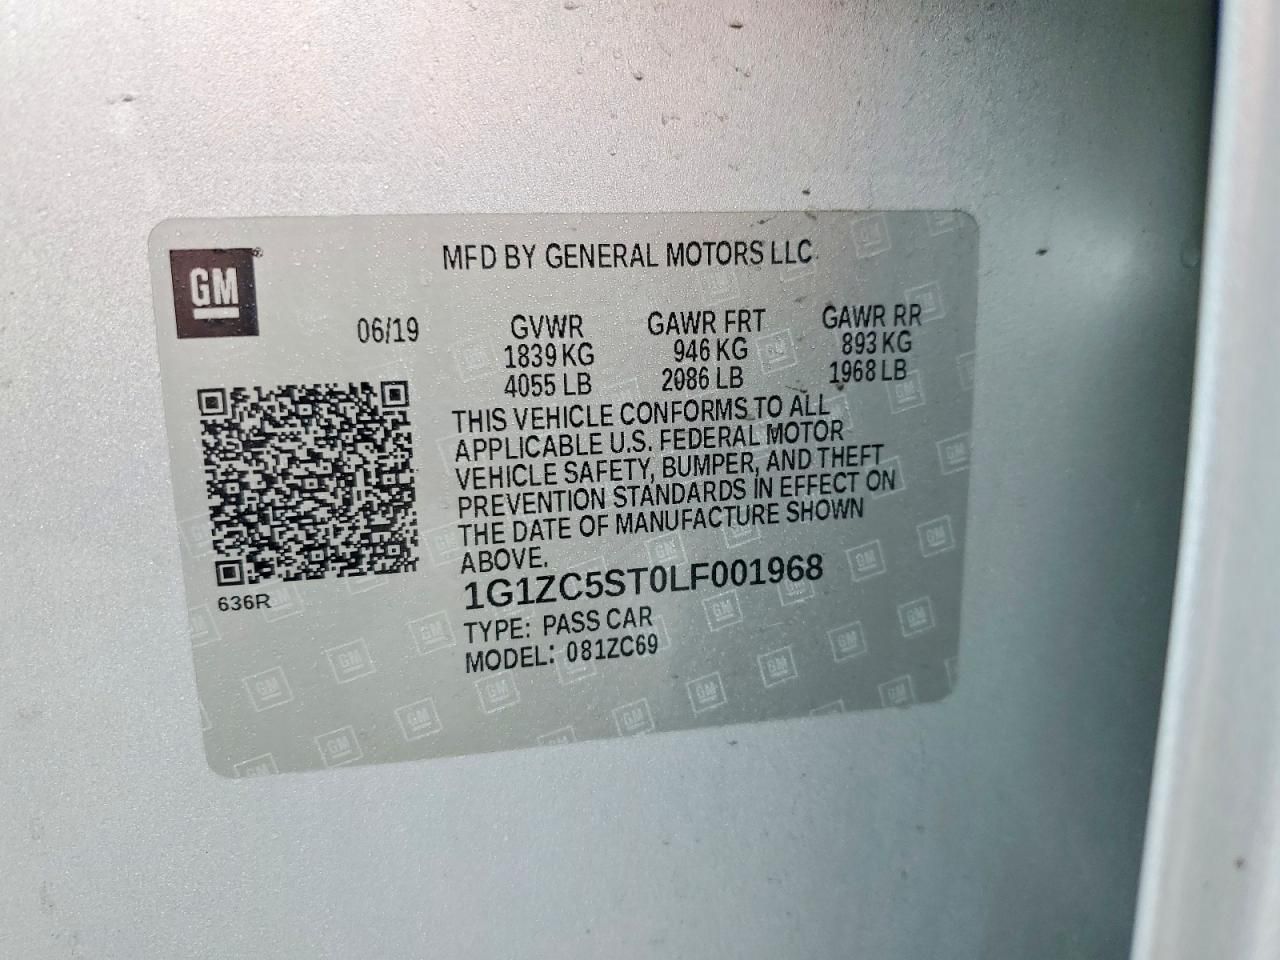 GM
MFD BY GENERAL MOTORS LLC
06/19 GVWR GAWR FRT GAWR RR
1839 KG 946 KG 893 KG
4055 LB 2086 LB 1968 LB
THIS VEHICLE CONFORMS TO ALL
APPLICABLE U.S. FEDERAL MOTOR
VEHICLE SAFETY, BUMPER, AND THEFT
PREVENTION STANDARDS IN EFFECT ON
THE DATE OF MANUFACTURE SHOWN
ABOVE.
1G1ZC5ST0LF001968
TYPE: PASS CAR
MODEL: 081ZC69
636R